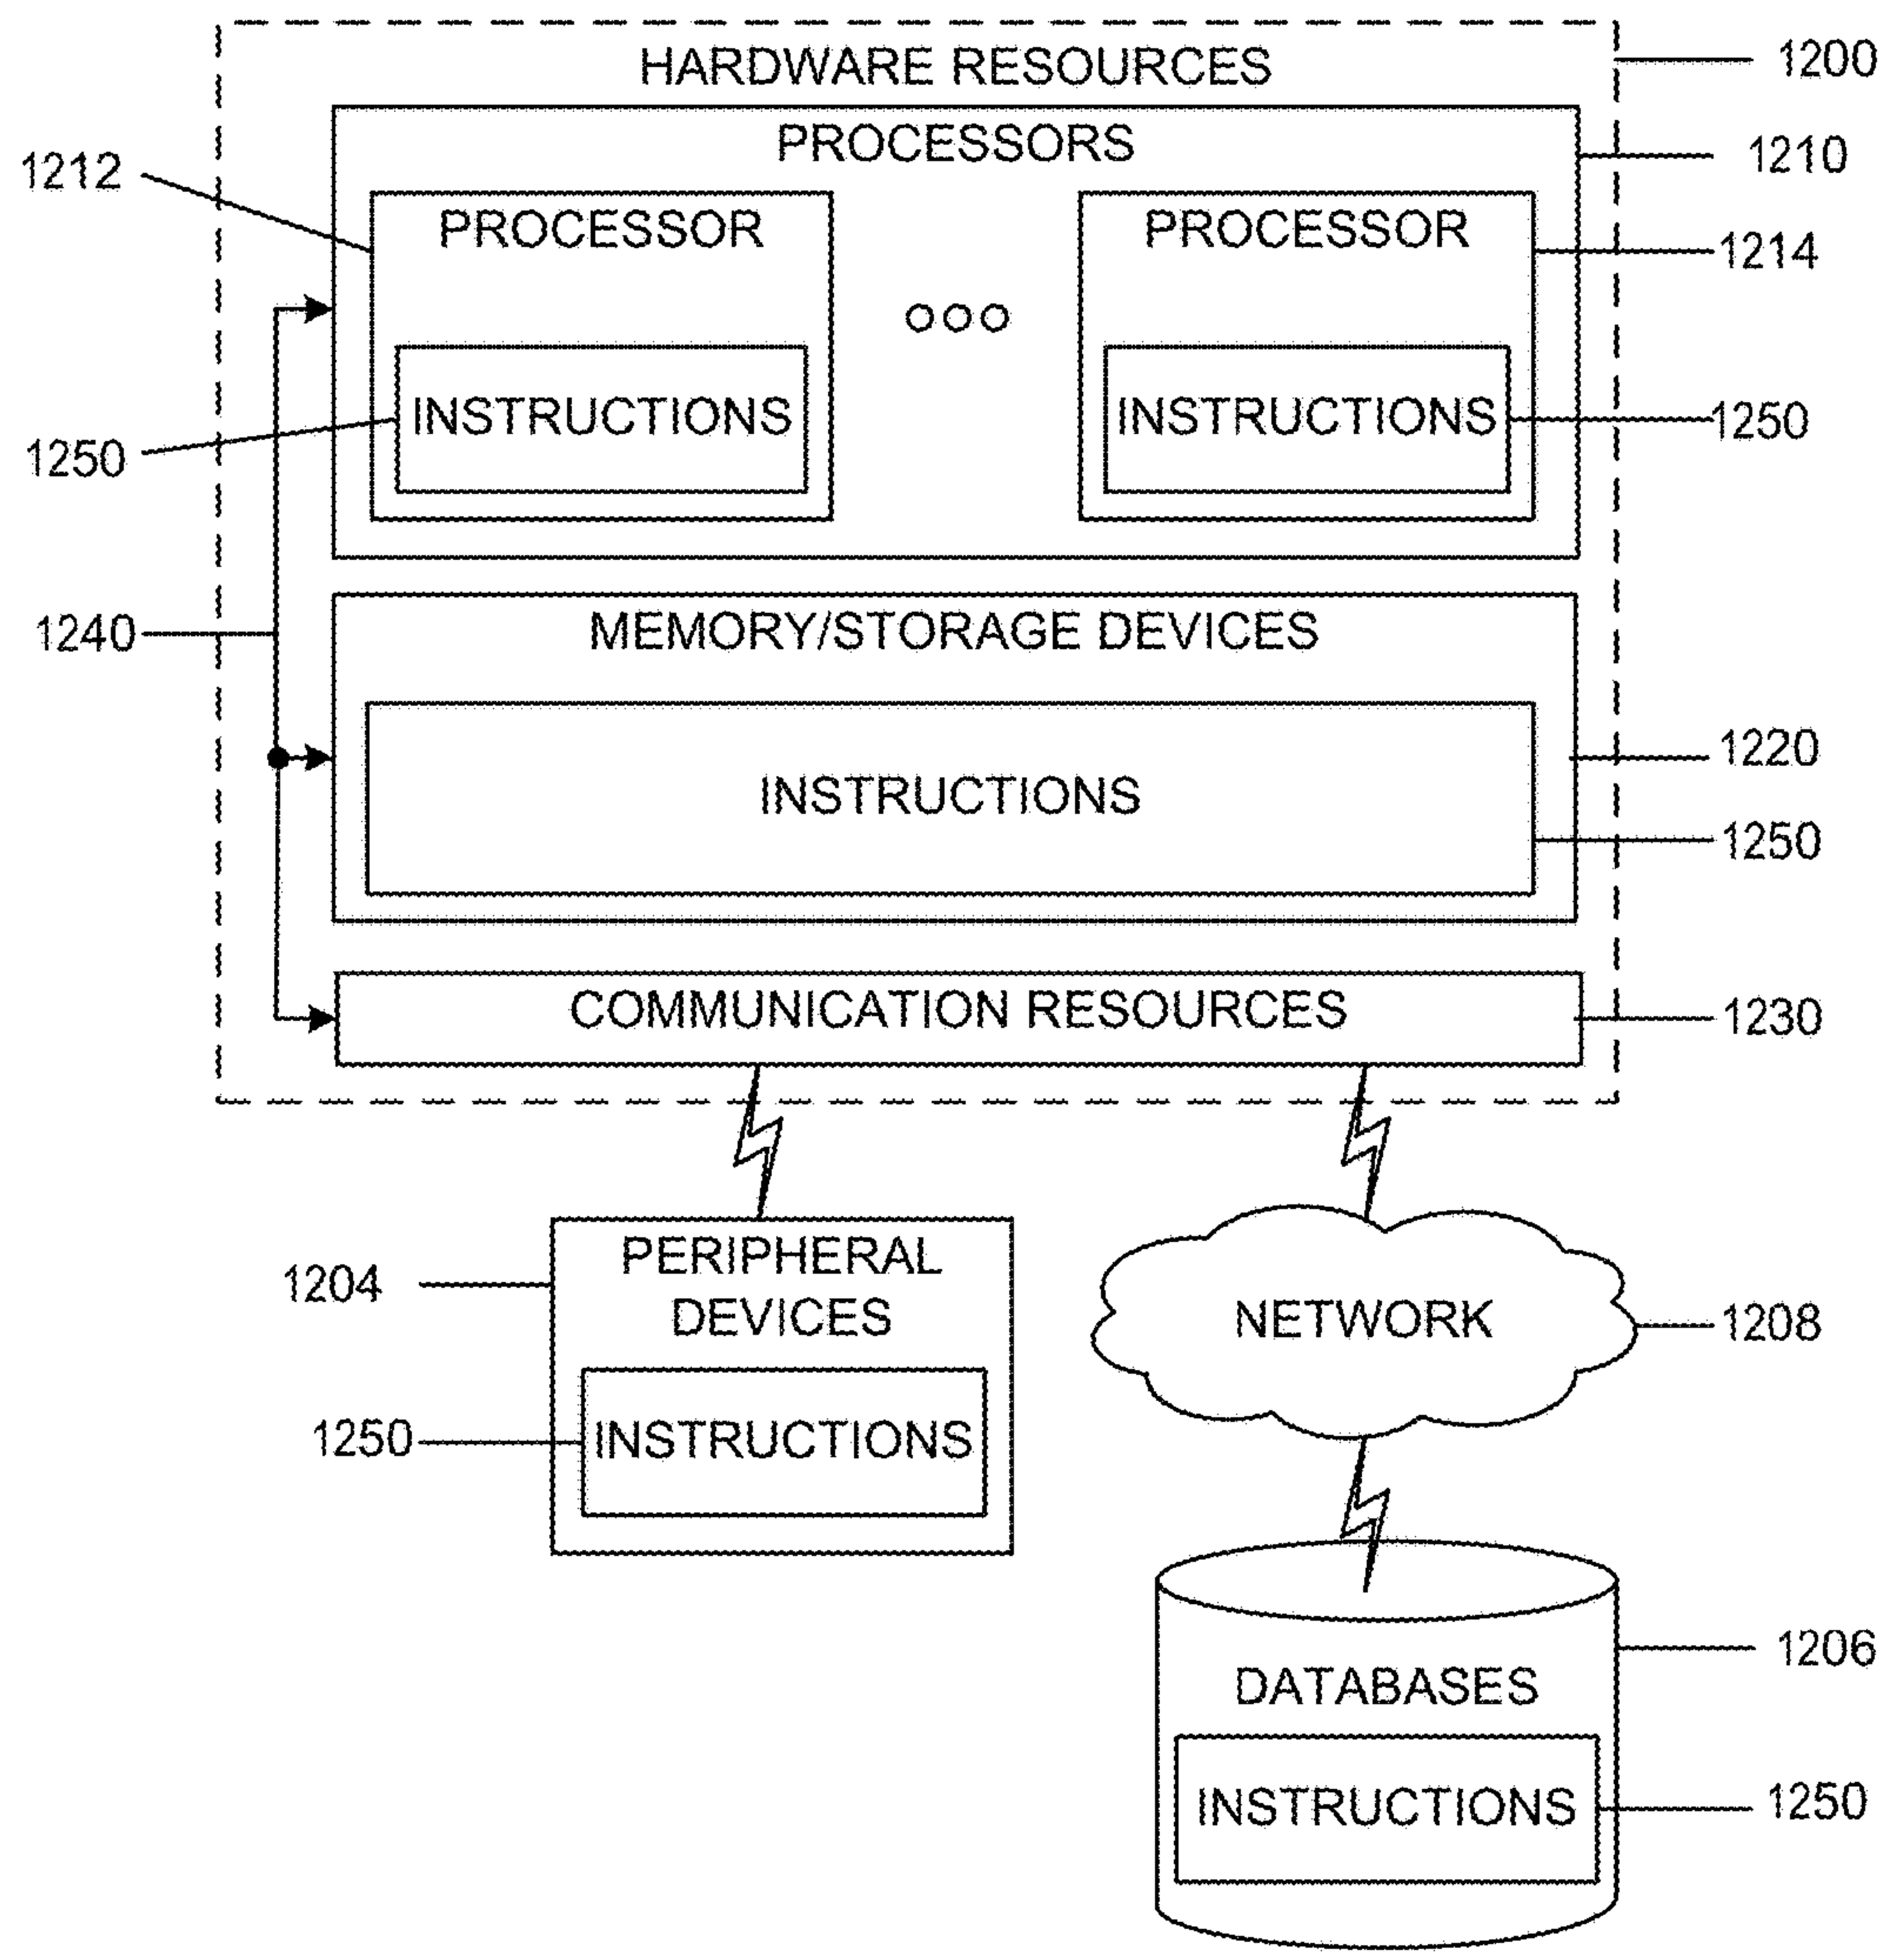 HARDWARE RESOURCES
1200
PROCESSORS
1210
1212
PROCESSOR
PROCESSOR
1214
INSTRUCTIONS
INSTRUCTIONS
1250
1250
1240
MEMORY/STORAGE DEVICES
1220
INSTRUCTIONS
1250
COMMUNICATION RESOURCES
1230
1204
PERIPHERAL
DEVICES
NETWORK
1208
1250
INSTRUCTIONS
1206
DATABASES
INSTRUCTIONS
1250